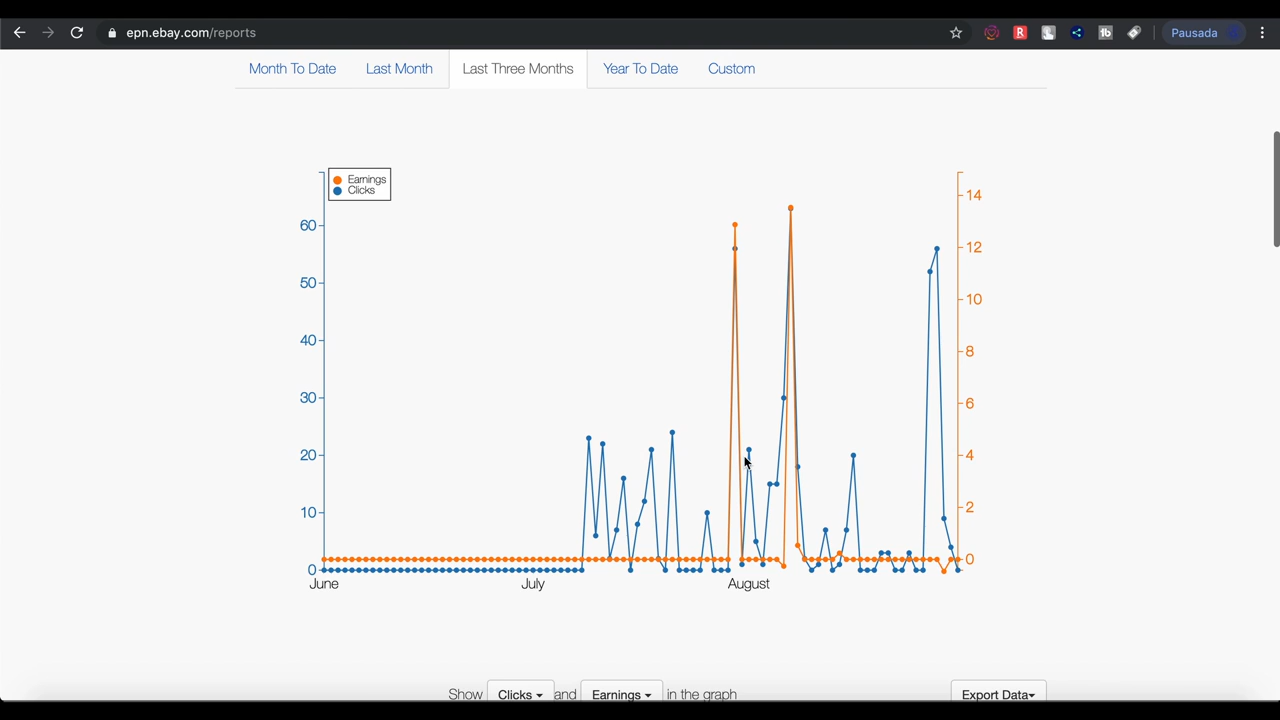 epn.ebay.com/reports
Pausada
Month To Date
Last Month
Last Three Months
Year To Date
Custom
Earnings
Clicks
60
50
40
30
20
10
0
14
12
10
8
6
4
2
0
June
July
August
Show Clicks and Earnings in the graph
Export Data